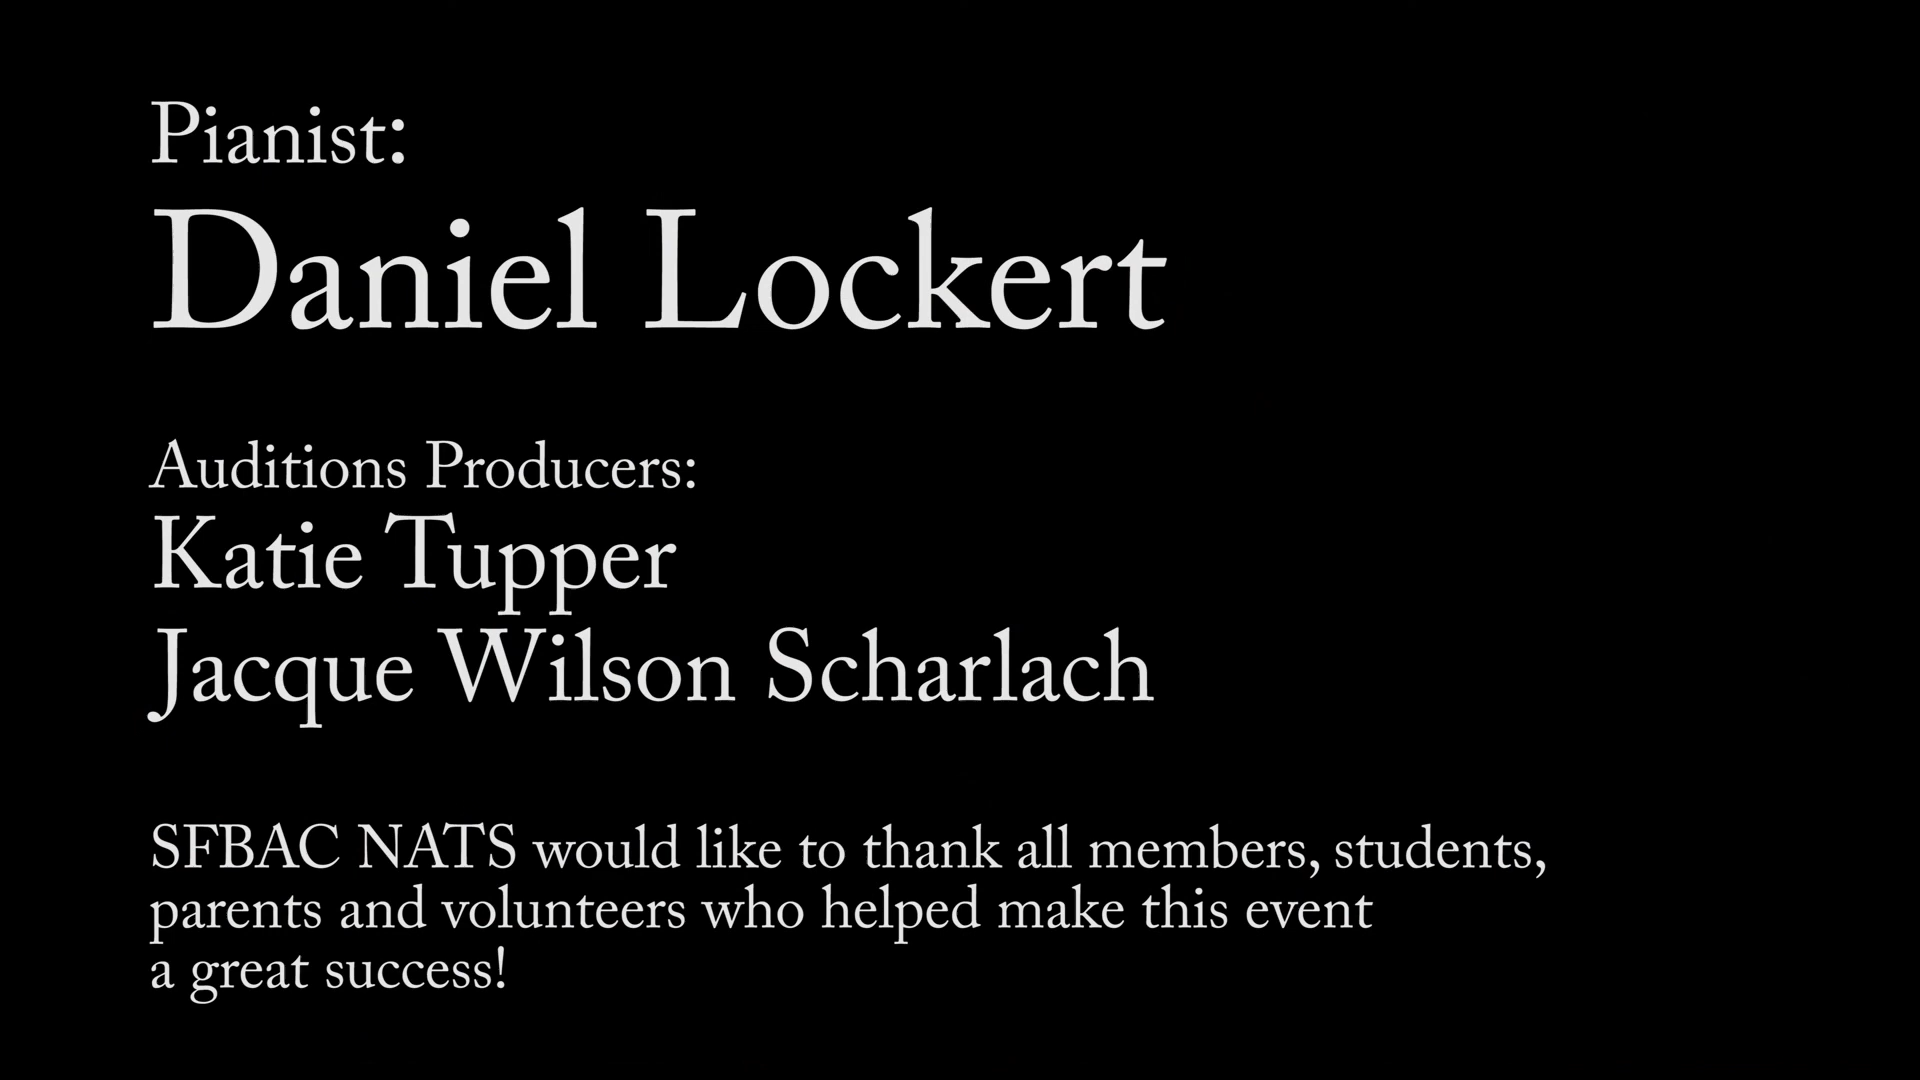 Pianist:
Daniel Lockert
Auditions Producers:
Katie Tupper
Jacque Wilson Scharlach
SFBAC NATS would like to thank all members, students,
parents and volunteers who helped make this event
a great success!